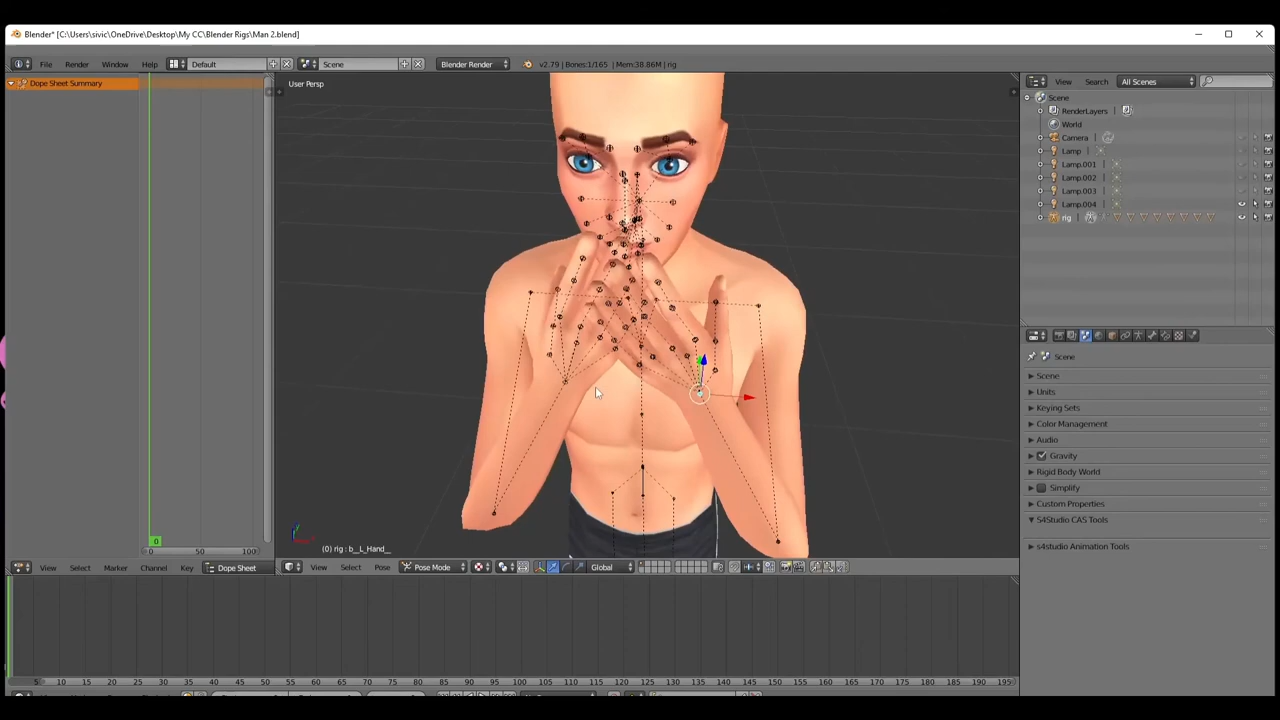 Blender* [C:\Users\sivic\OneDrive\Desktop\My CC\Blender Rigs\Man 2.blend]
File Render Window Help Default Scene Blender Render v2.79 | Bones:1/165 | Mem:38.86M | rig
View Search All Scenes
Dope Sheet Summary
User Persp
Scene
RenderLayers
World
Camera
Lamp
Lamp.001
Lamp.002
Lamp.003
Lamp.004
rig
Scene
Scene
Units
Keying Sets
Color Management
Audio
Gravity
Rigid Body World
Simplify
Custom Properties
S4Studio CAS Tools
s4studio Animation Tools
0
0 50 100
(0) rig : b__L_Hand__
View Select Marker Channel Key Dope Sheet
View Select Pose Pose Mode Global
5 10 15 20 25 30 35 40 45 50 55 60 65 70 75 80 85 90 95 100 105 110 115 120 125 130 135 140 145 150 155 160 165 170 175 180 185 190 195